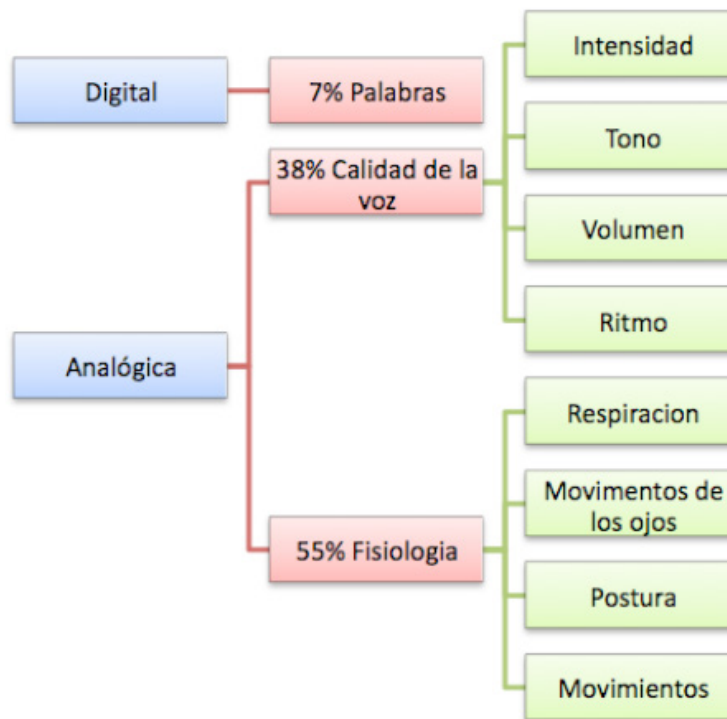 Digital
7% Palabras
Analógica
38% Calidad de la
voz
Intensidad
Tono
Volumen
Ritmo
55% Fisiologia
Respiracion
Movimentos de
los ojos
Postura
Movimientos